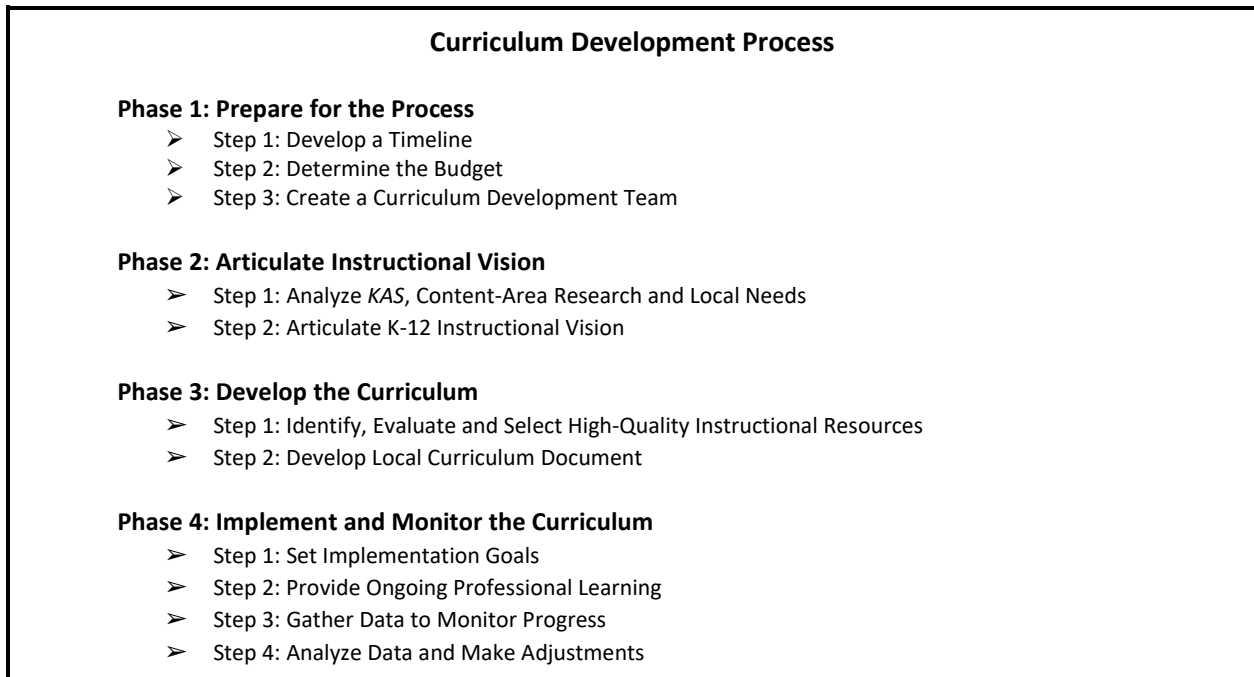 Curriculum Development Process
Phase 1: Prepare for the Process
➢ Step 1: Develop a Timeline
➢ Step 2: Determine the Budget
➢ Step 3: Create a Curriculum Development Team
Phase 2: Articulate Instructional Vision
➢ Step 1: Analyze KAS, Content-Area Research and Local Needs
➢ Step 2: Articulate K-12 Instructional Vision
Phase 3: Develop the Curriculum
➢ Step 1: Identify, Evaluate and Select High-Quality Instructional Resources
➢ Step 2: Develop Local Curriculum Document
Phase 4: Implement and Monitor the Curriculum
➢ Step 1: Set Implementation Goals
➢ Step 2: Provide Ongoing Professional Learning
➢ Step 3: Gather Data to Monitor Progress
➢ Step 4: Analyze Data and Make Adjustments